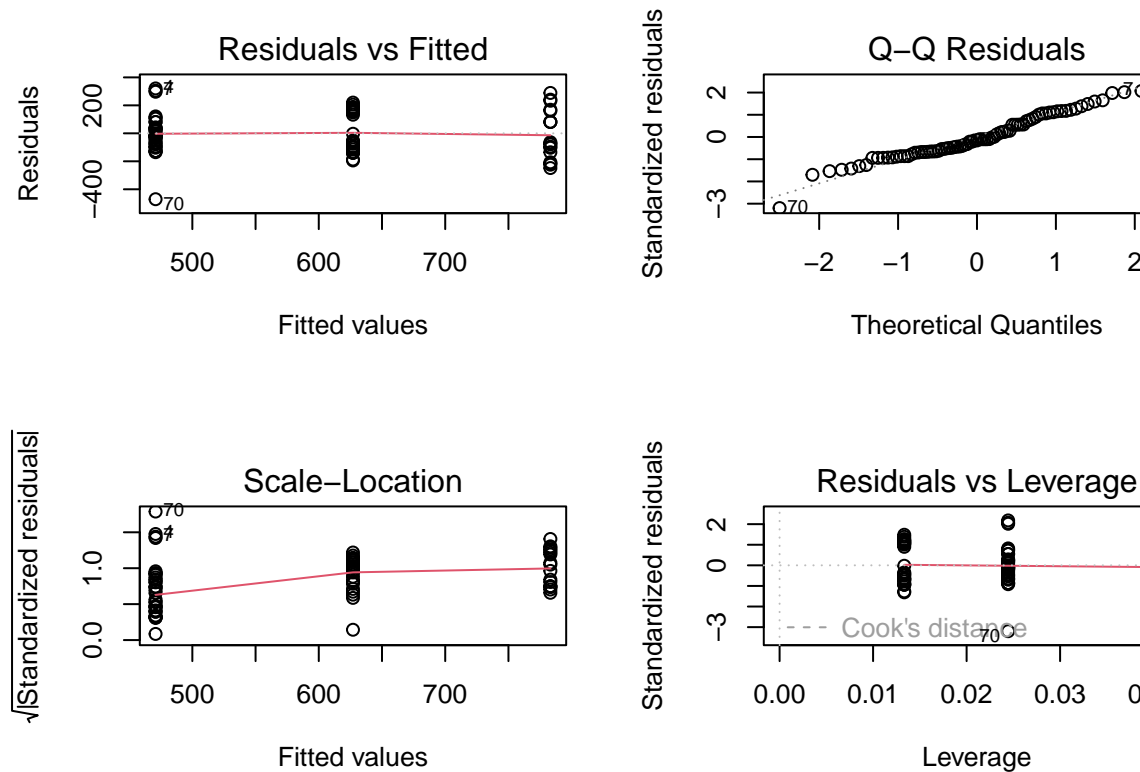 Residuals vs Fitted
Residuals
200
−400
4
70
500
600
700
Fitted values
Q−Q Residuals
Standardized residuals
2
0
−3
70
7
−2
−1
0
1
2
Theoretical Quantiles
Scale−Location
√|Standardized residuals|
1.0
0.0
70
500
600
700
Fitted values
Residuals vs Leverage
Standardized residuals
2
0
−3
Cook's distance
70
0.00
0.01
0.02
0.03
Leverage